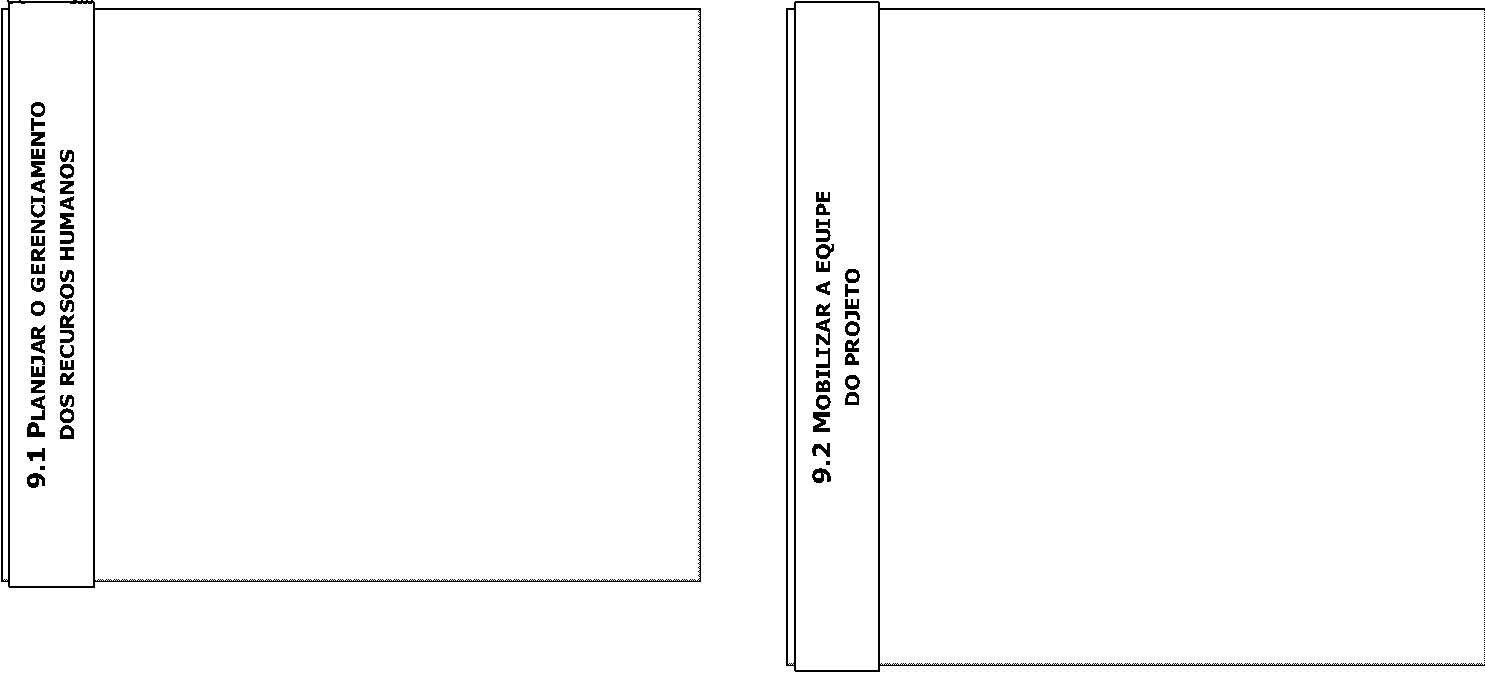 9.1 PLANEJAR O GERENCIAMENTO
DOS RECURSOS HUMANOS
9.2 MOBILIZAR A EQUIPE
DO PROJETO